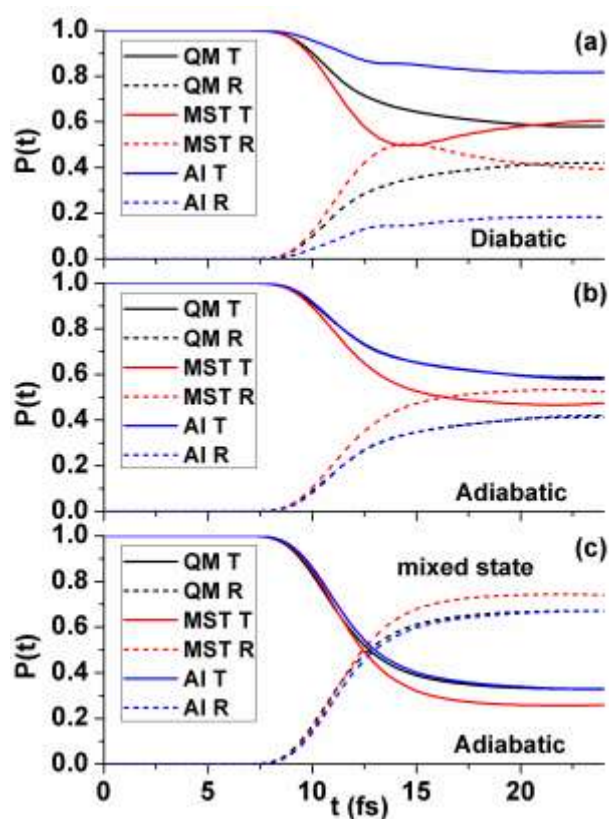 (a)
P(t)
1.0
0.8
0.6
0.4
0.2
0.0
QM T
QM R
MST T
MST R
AI T
AI R
Diabatic
(b)
P(t)
1.0
0.8
0.6
0.4
0.2
0.0
QM T
QM R
MST T
MST R
AI T
AI R
Adiabatic
(c)
P(t)
1.0
0.8
0.6
0.4
0.2
0.0
QM T
QM R
MST T
MST R
AI T
AI R
mixed state
Adiabatic
0 5 10 15 20
t (fs)